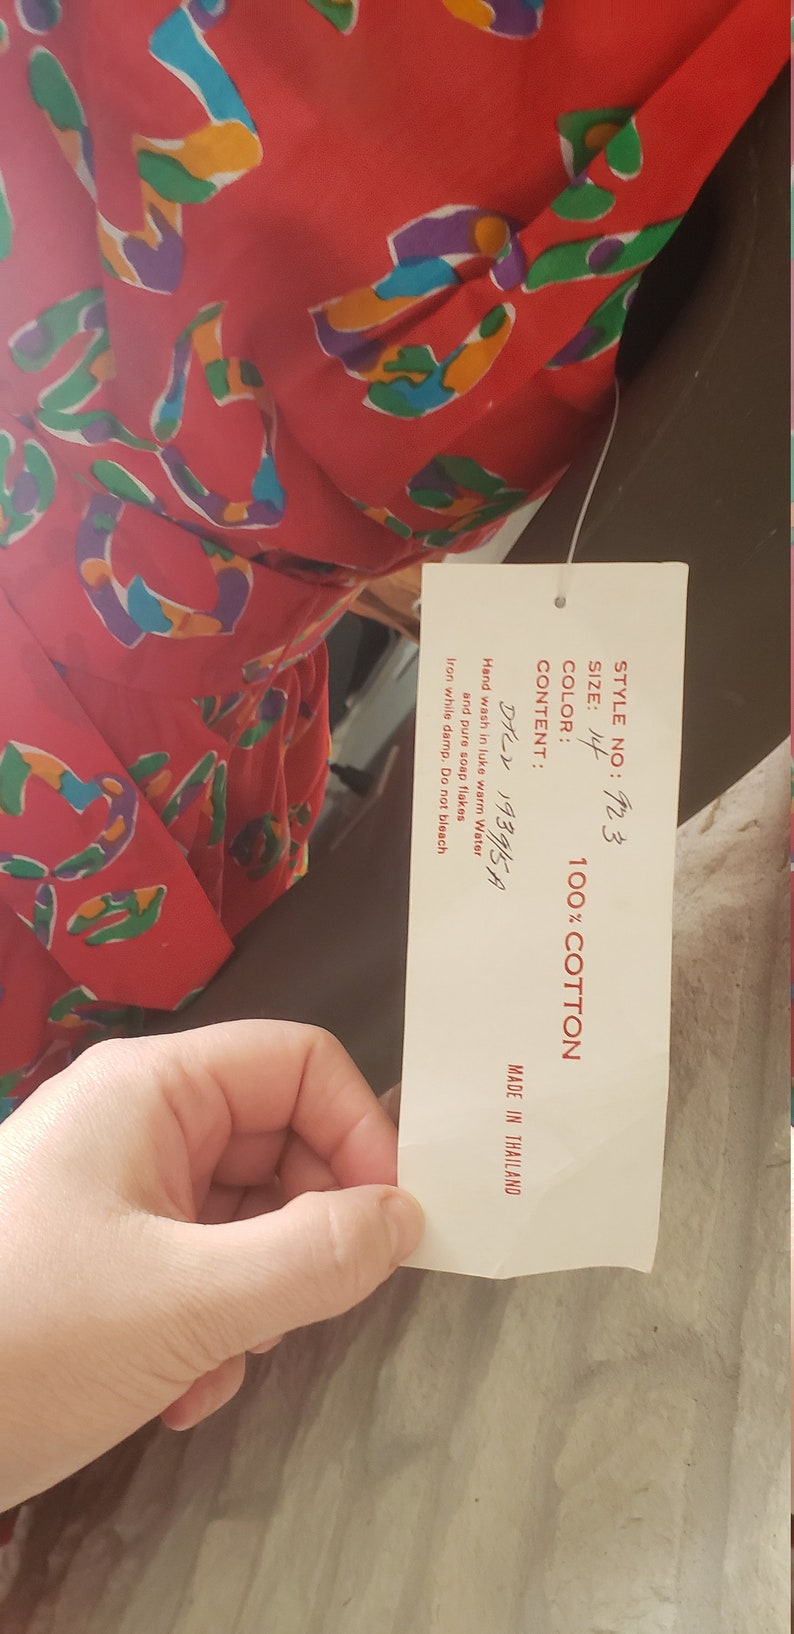 STYLE NO: 923
SIZE: 14
COLOR:
CONTENT:
100% COTTON
Hand wash in luke warm Water
and pure soap flakes
Iron while damp. Do not bleach
MADE IN THAILAND